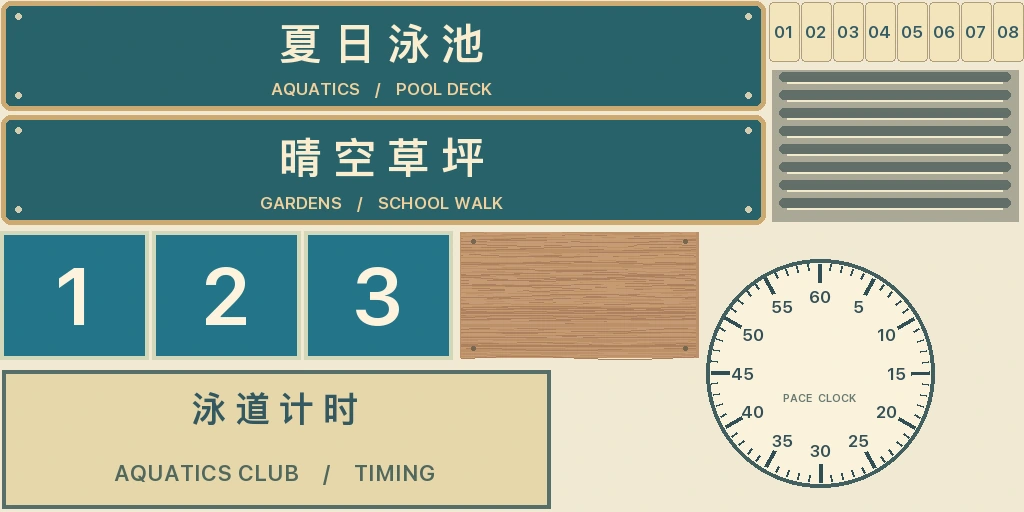 夏日泳池
AQUATICS / POOL DECK
01 02 03 04 05 06 07 08
晴空草坪
GARDENS / SCHOOL WALK
1 2 3
60
5
10
15
20
25
30
35
40
45
50
55
PACE CLOCK
泳道计时
AQUATICS CLUB / TIMING